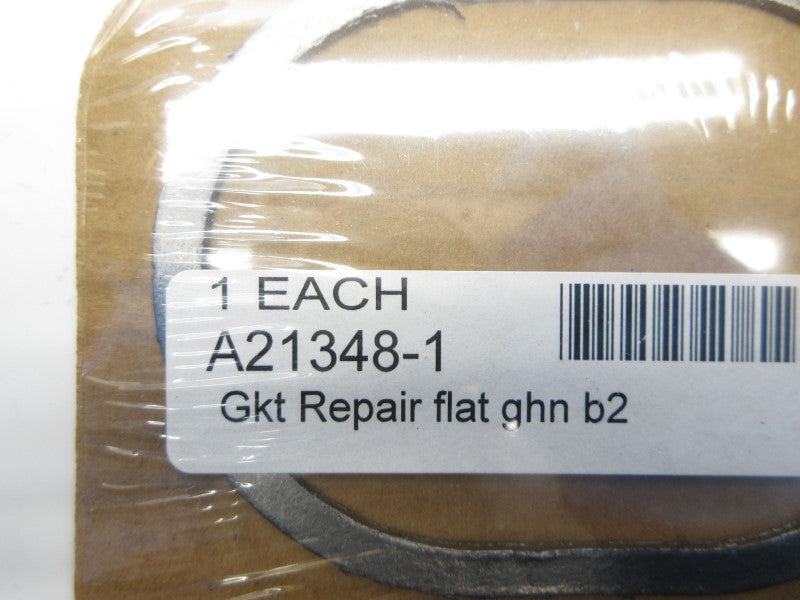 1 EACH
A21348-1
Gkt Repair flat ghn b2